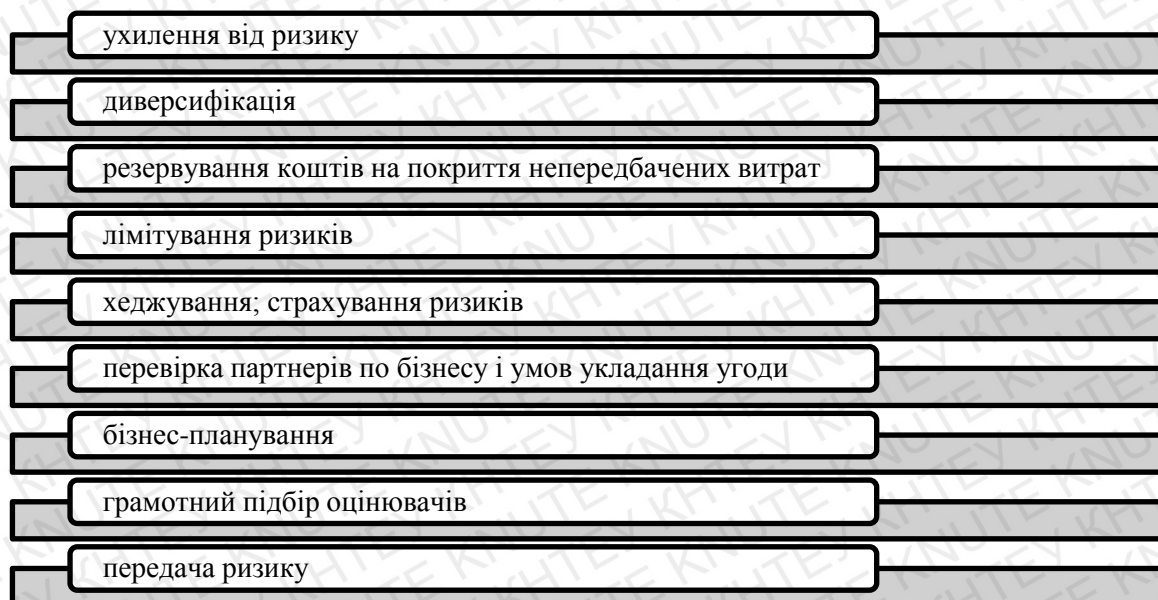 ухилення від ризику
диверсифікація
резервування коштів на покриття непередбачених витрат
лімітування ризиків
хеджування; страхування ризиків
перевірка партнерів по бізнесу і умов укладання угоди
бізнес-планування
грамотний підбір оцінювачів
передача ризику